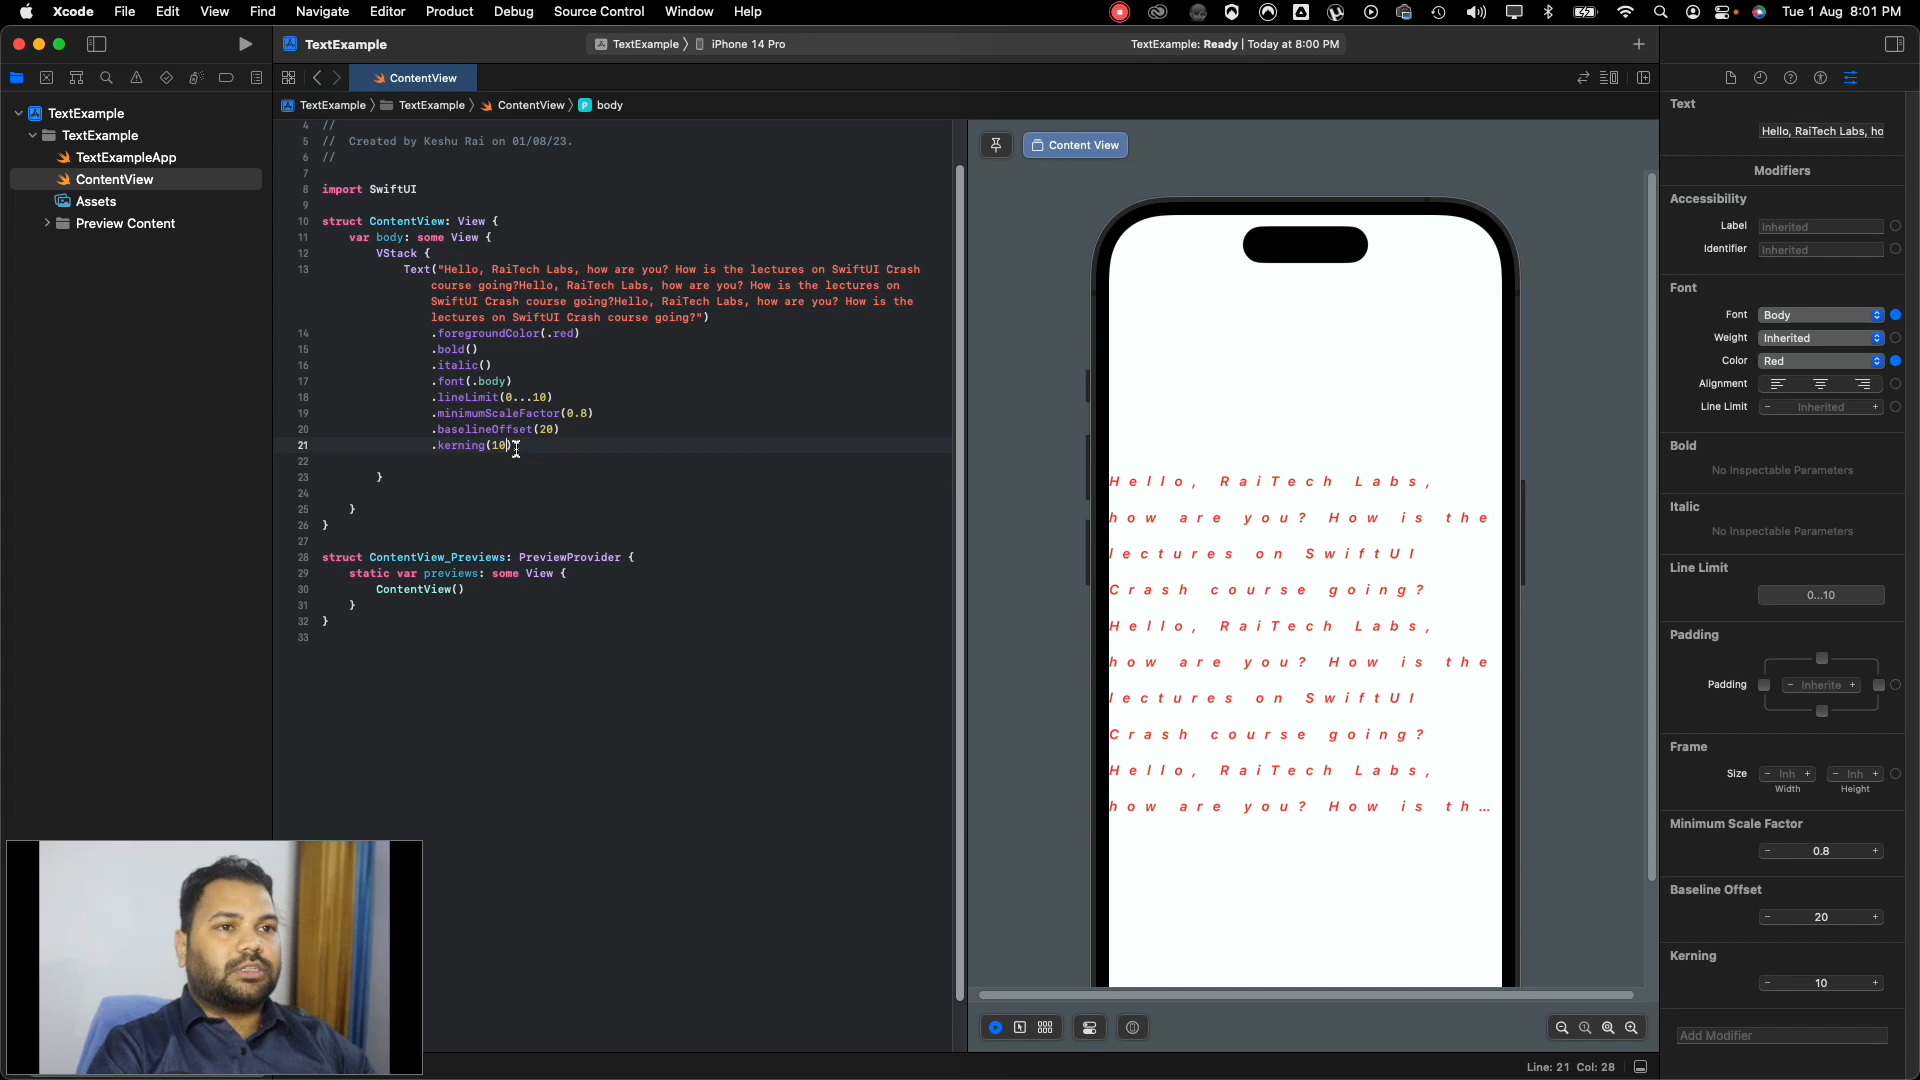 Xcode File Edit View Find Navigate Editor Product Debug Source Control Window Help Tue 1 Aug 8:01 PM
TextExample
TextExample
iPhone 14 Pro
TextExample: Ready | Today at 8:00 PM
ContentView
TextExample
TextExample
TextExampleApp
ContentView
Assets
Preview Content
TextExample TextExample ContentView P body
4 //
5 // Created by Keshu Rai on 01/08/23.
6 //
7
8 import SwiftUI
9
10 struct ContentView: View {
11 var body: some View {
12 VStack {
13 Text("Hello, RaiTech Labs, how are you? How is the lectures on SwiftUI Crash
course going?Hello, RaiTech Labs, how are you? How is the lectures on
SwiftUI Crash course going?Hello, RaiTech Labs, how are you? How is the
lectures on SwiftUI Crash course going?")
14 .foregroundColor(.red)
15 .bold()
16 .italic()
17 .font(.body)
18 .lineLimit(0...10)
19 .minimumScaleFactor(0.8)
20 .baselineOffset(20)
21 .kerning(10)
22
23 }
24
25 }
26 }
27
28 struct ContentView_Previews: PreviewProvider {
29 static var previews: some View {
30 ContentView()
31 }
32 }
33
Content View
Hello, RaiTech Labs,
how are you? How is the
lectures on SwiftUI
Crash course going?
Hello, RaiTech Labs,
how are you? How is the
lectures on SwiftUI
Crash course going?
Hello, RaiTech Labs,
how are you? How is th...
Text
Hello, RaiTech Labs, ho
Modifiers
Accessibility
Label Inherited
Identifier Inherited
Font
Font Body
Weight Inherited
Color Red
Alignment
Line Limit - Inherited +
Bold
No Inspectable Parameters
Italic
No Inspectable Parameters
Line Limit
0...10
Padding
Padding - Inherite +
Frame
Size - Inh + - Inh +
Width Height
Minimum Scale Factor
- 0.8 +
Baseline Offset
- 20 +
Kerning
- 10 +
Add Modifier
Line: 21 Col: 28